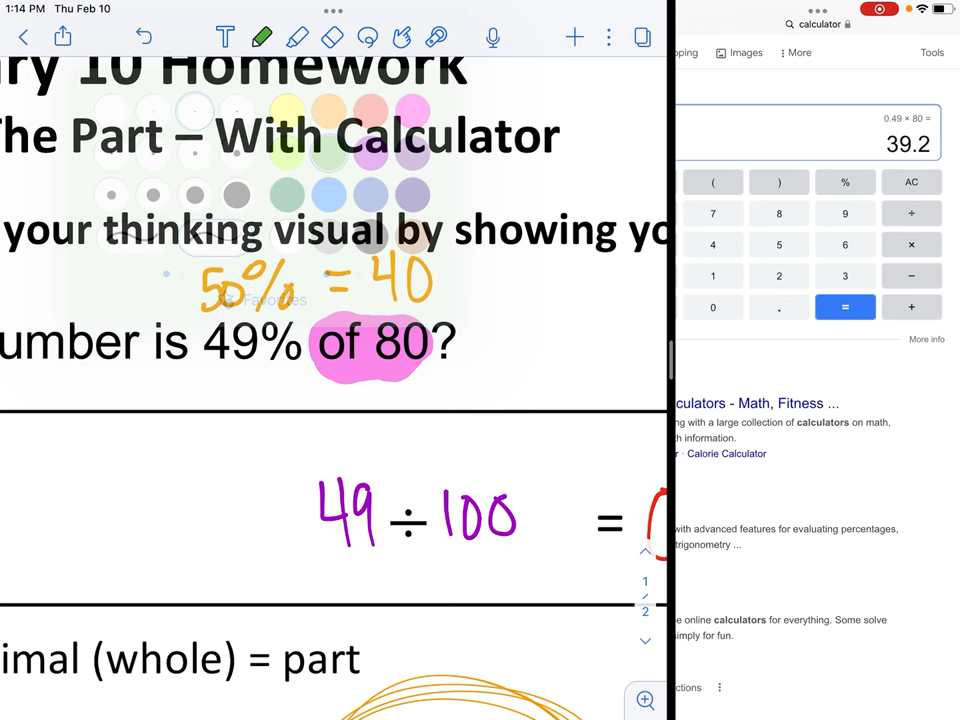 1:14 PM Thu Feb 10
calculator
T
ry 10 Homework
he Part – With Calculator
your thinking visual by showing yo
50% = 40
Favorites
umber is 49% of 80?
49 ÷ 100 =
1
2
imal (whole) = part
pping Images More Tools
0.49 × 80 =
39.2
( ) % AC
7 8 9 ÷
4 5 6 ×
1 2 3 −
0 . = +
More info
culators - Math, Fitness ...
ng with a large collection of calculators on math,
h information.
r · Calorie Calculator
with advanced features for evaluating percentages,
trigonometry ...
e online calculators for everything. Some solve
simply for fun.
ctions